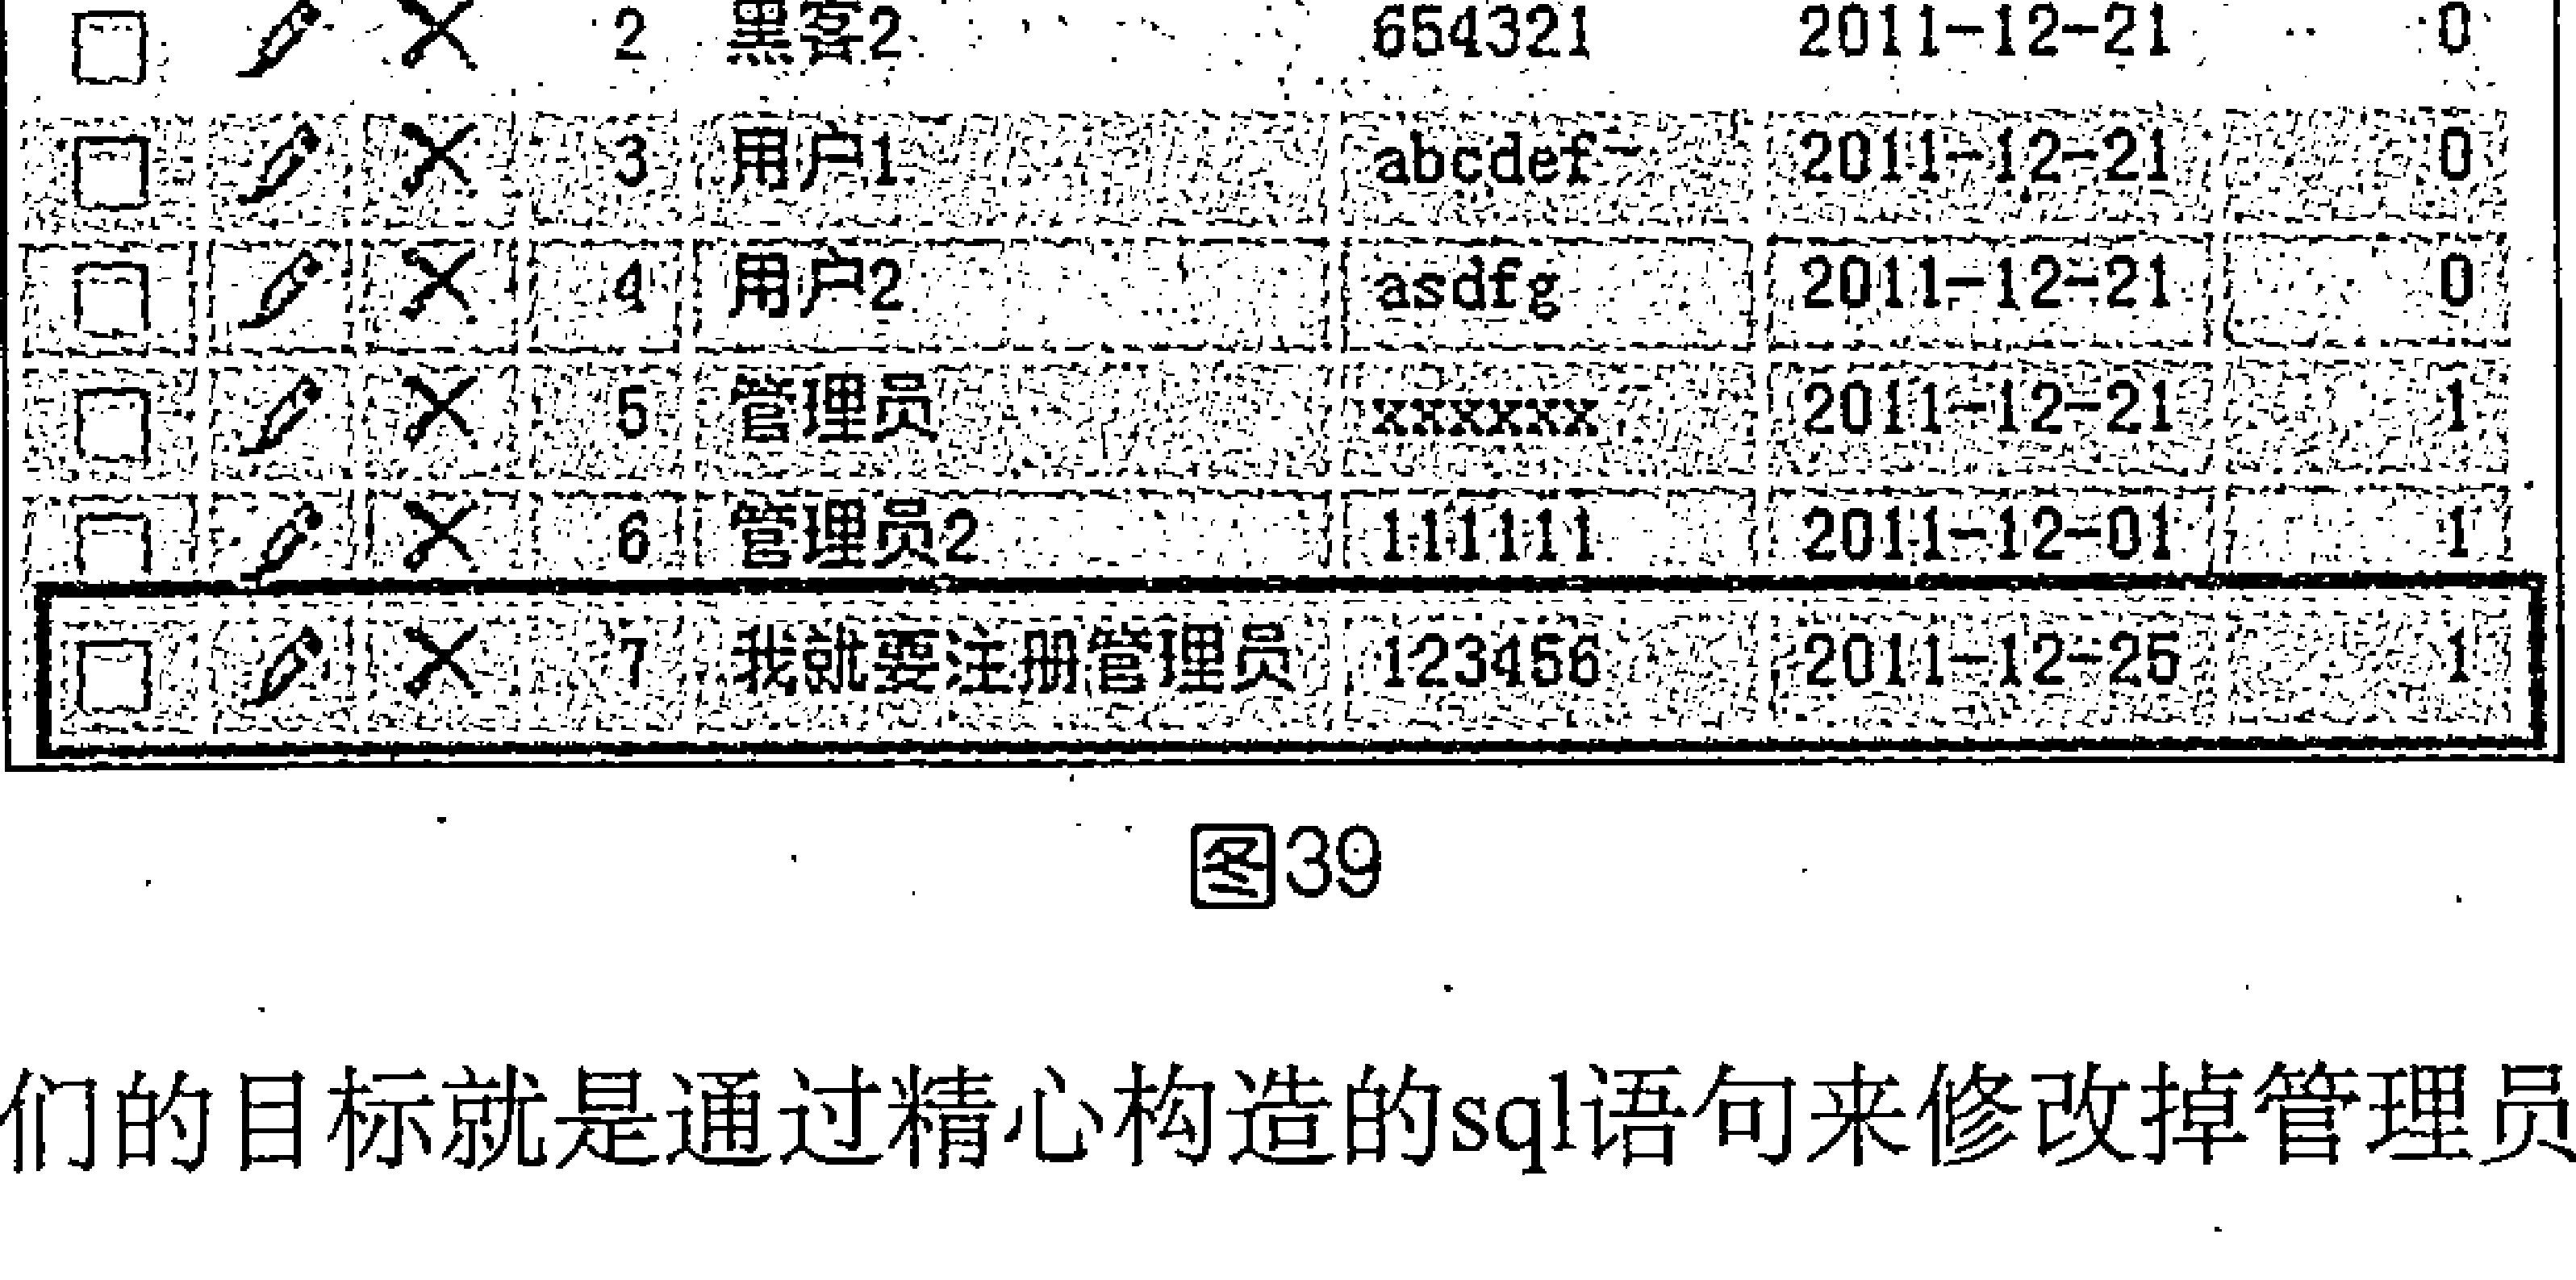 2 黑客2 654321 2011-12-21 0
3 用户1 abcdef 2011-12-21 0
4 用户2 asdfg 2011-12-21 0
5 管理员 xxxxxx 2011-12-21 1
6 管理员2 111111 2011-12-01 1
7 我就要注册管理员 123456 2011-12-25 1
图39
们的目标就是通过精心构造的sql语句来修改掉管理员